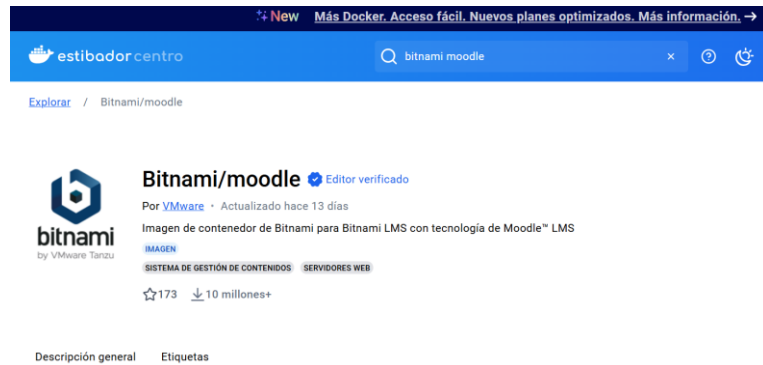 New Más Docker. Acceso fácil. Nuevos planes optimizados. Más información. →
estibador centro
bitnami moodle ×
Explorar / Bitnami/moodle
Bitnami/moodle Editor verificado
Por VMware · Actualizado hace 13 días
Imagen de contenedor de Bitnami para Bitnami LMS con tecnología de Moodle™ LMS
bitnami
by VMware Tanzu
IMAGEN
SISTEMA DE GESTIÓN DE CONTENIDOS SERVIDORES WEB
173 10 millones+
Descripción general Etiquetas